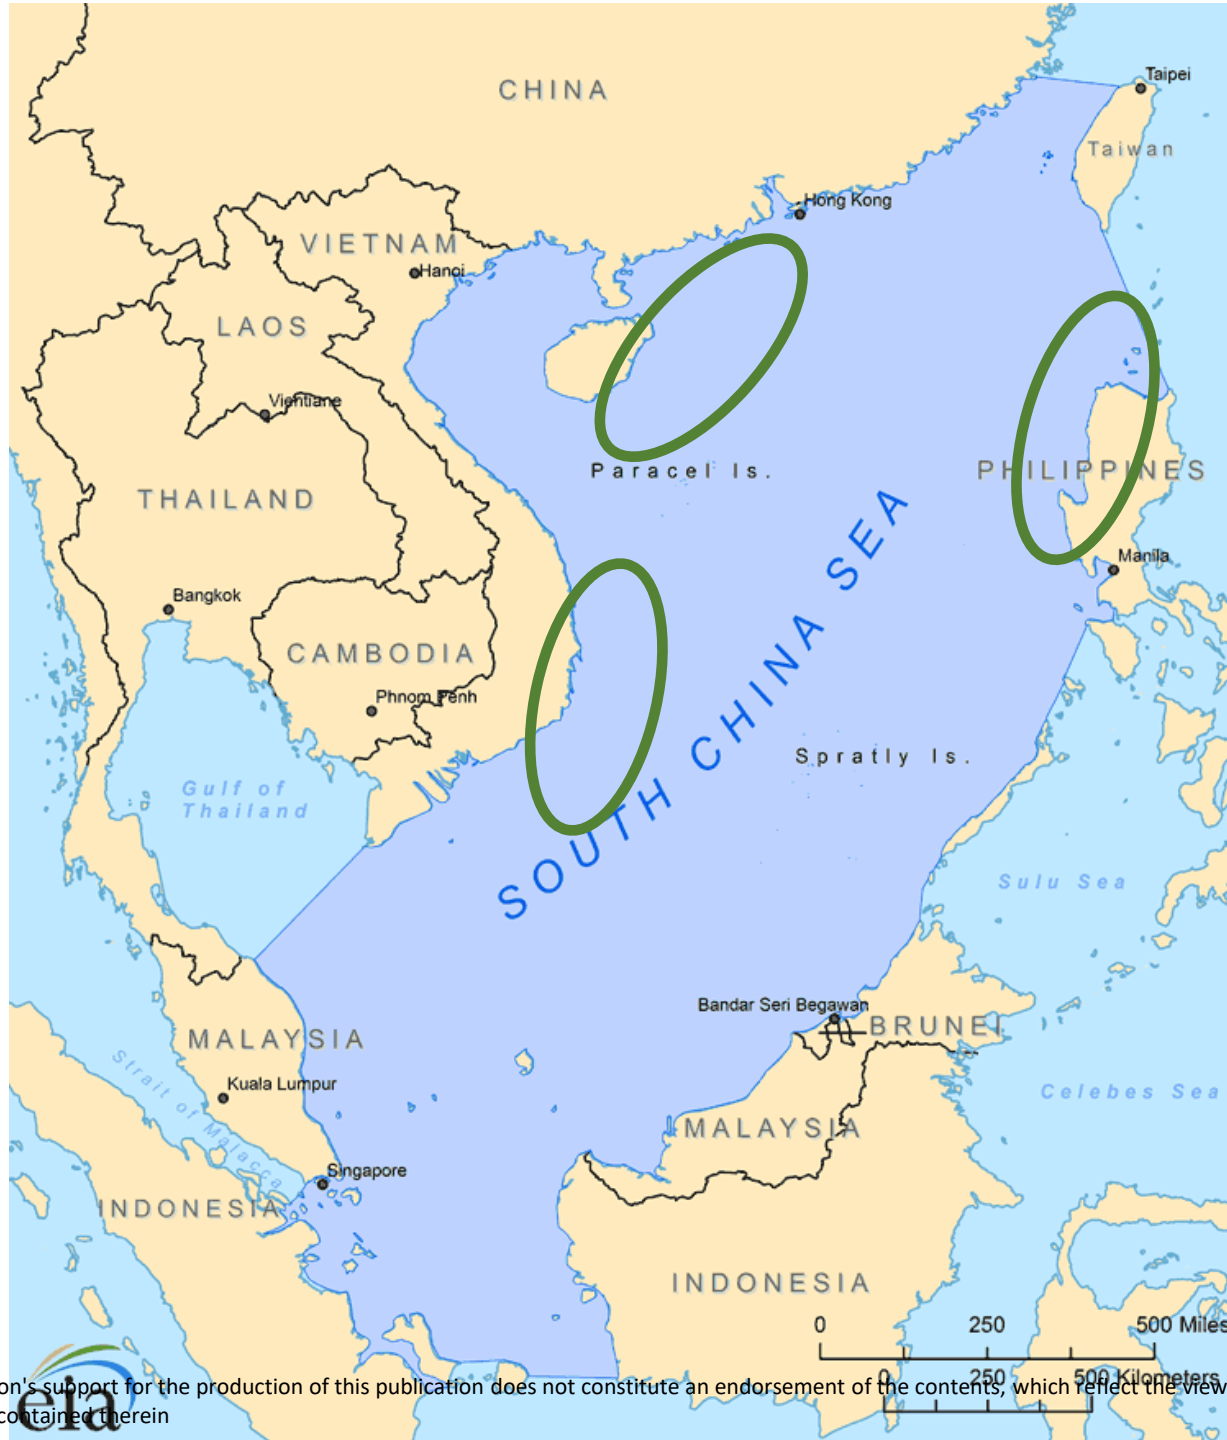 Taipei
CHINA
Taiwan
Hong Kong
VIETNAM
Hanoi
LAOS
Vientiane
Paracel Is.
PHILIPPINES
THAILAND
SOUTH CHINA SEA
Manila
Bangkok
CAMBODIA
Phnom Penh
Spratly Is.
Gulf of
Thailand
Sulu Sea
Bandar Seri Begawan
BRUNEI
MALAYSIA
Kuala Lumpur
Strait of Malacca
Celebes Sea
MALAYSIA
Singapore
INDONESIA
INDONESIA
0 250 500 Miles
0 250 500 Kilometers
on's support for the production of this publication does not constitute an endorsement of the contents, which reflect the view
contained therein
eia